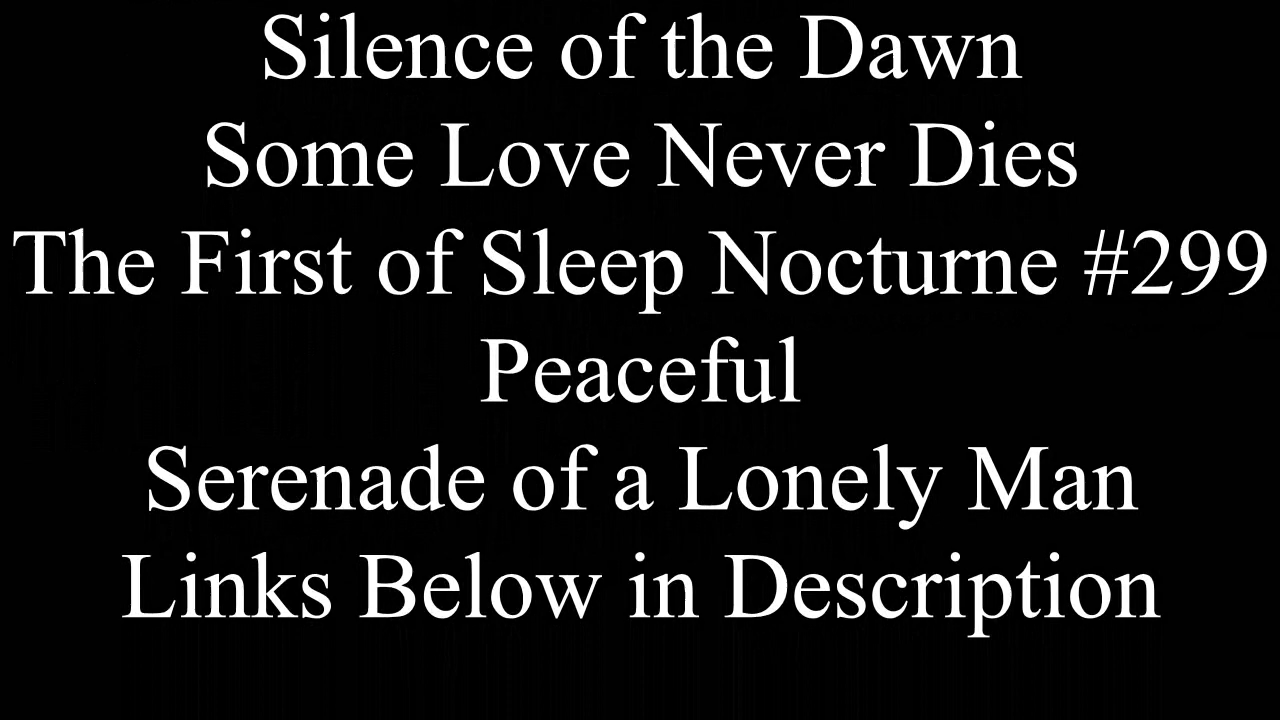 Silence of the Dawn
Some Love Never Dies
The First of Sleep Nocturne #299
Peaceful
Serenade of a Lonely Man
Links Below in Description